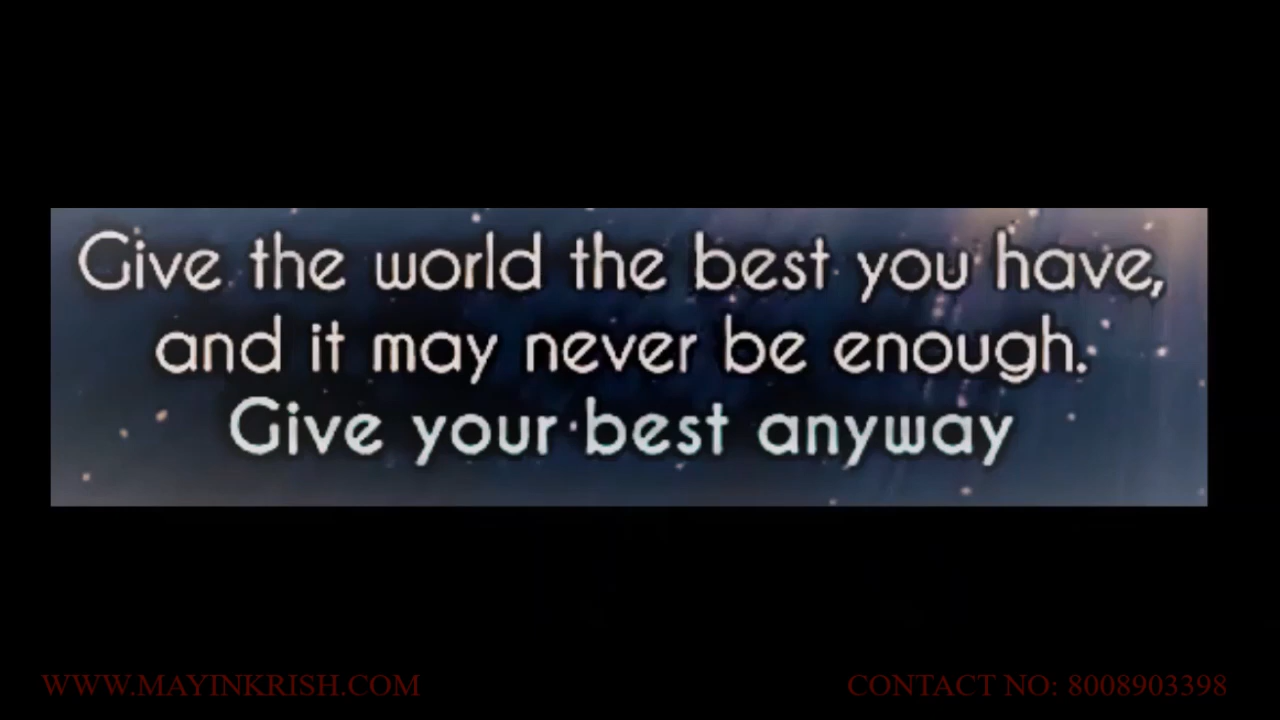 Give the world the best you have,
and it may never be enough.
Give your best anyway
WWW.MAYINKRISH.COM
CONTACT NO: 8008903398